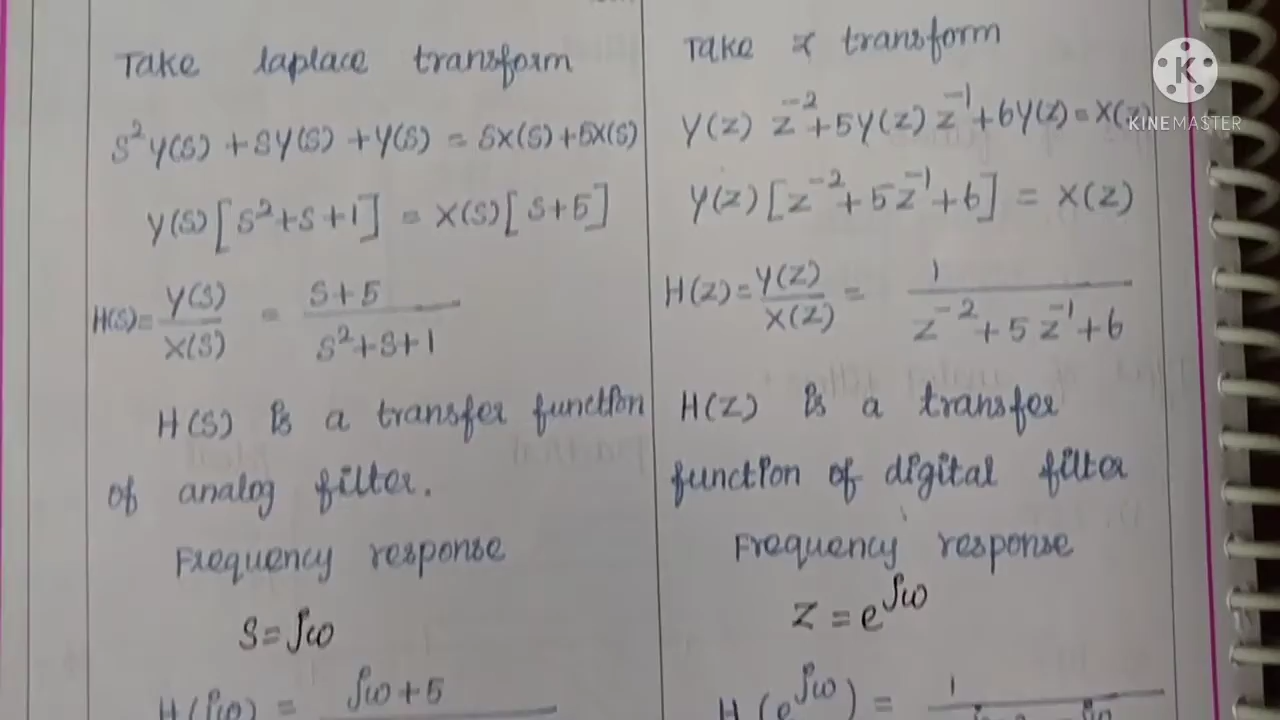 Take laplace transform
S²Y(S) + SY(S) + Y(S) = SX(S) + 5X(S)
Y(S) [S² + S + 1] = X(S) [S + 5]
H(S) = Y(S)/X(S) = S + 5 / S² + S + 1
H(S) is a transfer function
of analog filter.
Frequency response
S = jω
H(jω) = jω + 5
Take z transform
Y(Z) Z⁻² + 5Y(Z) Z⁻¹ + 6Y(Z) = X(Z)
Y(Z) [Z⁻² + 5Z⁻¹ + 6] = X(Z)
H(Z) = Y(Z)/X(Z) = 1 / Z⁻² + 5Z⁻¹ + 6
H(Z) is a transfer
function of digital filter
Frequency response
Z = e^jω
H(e^jω) = 1
K
KINEMASTER